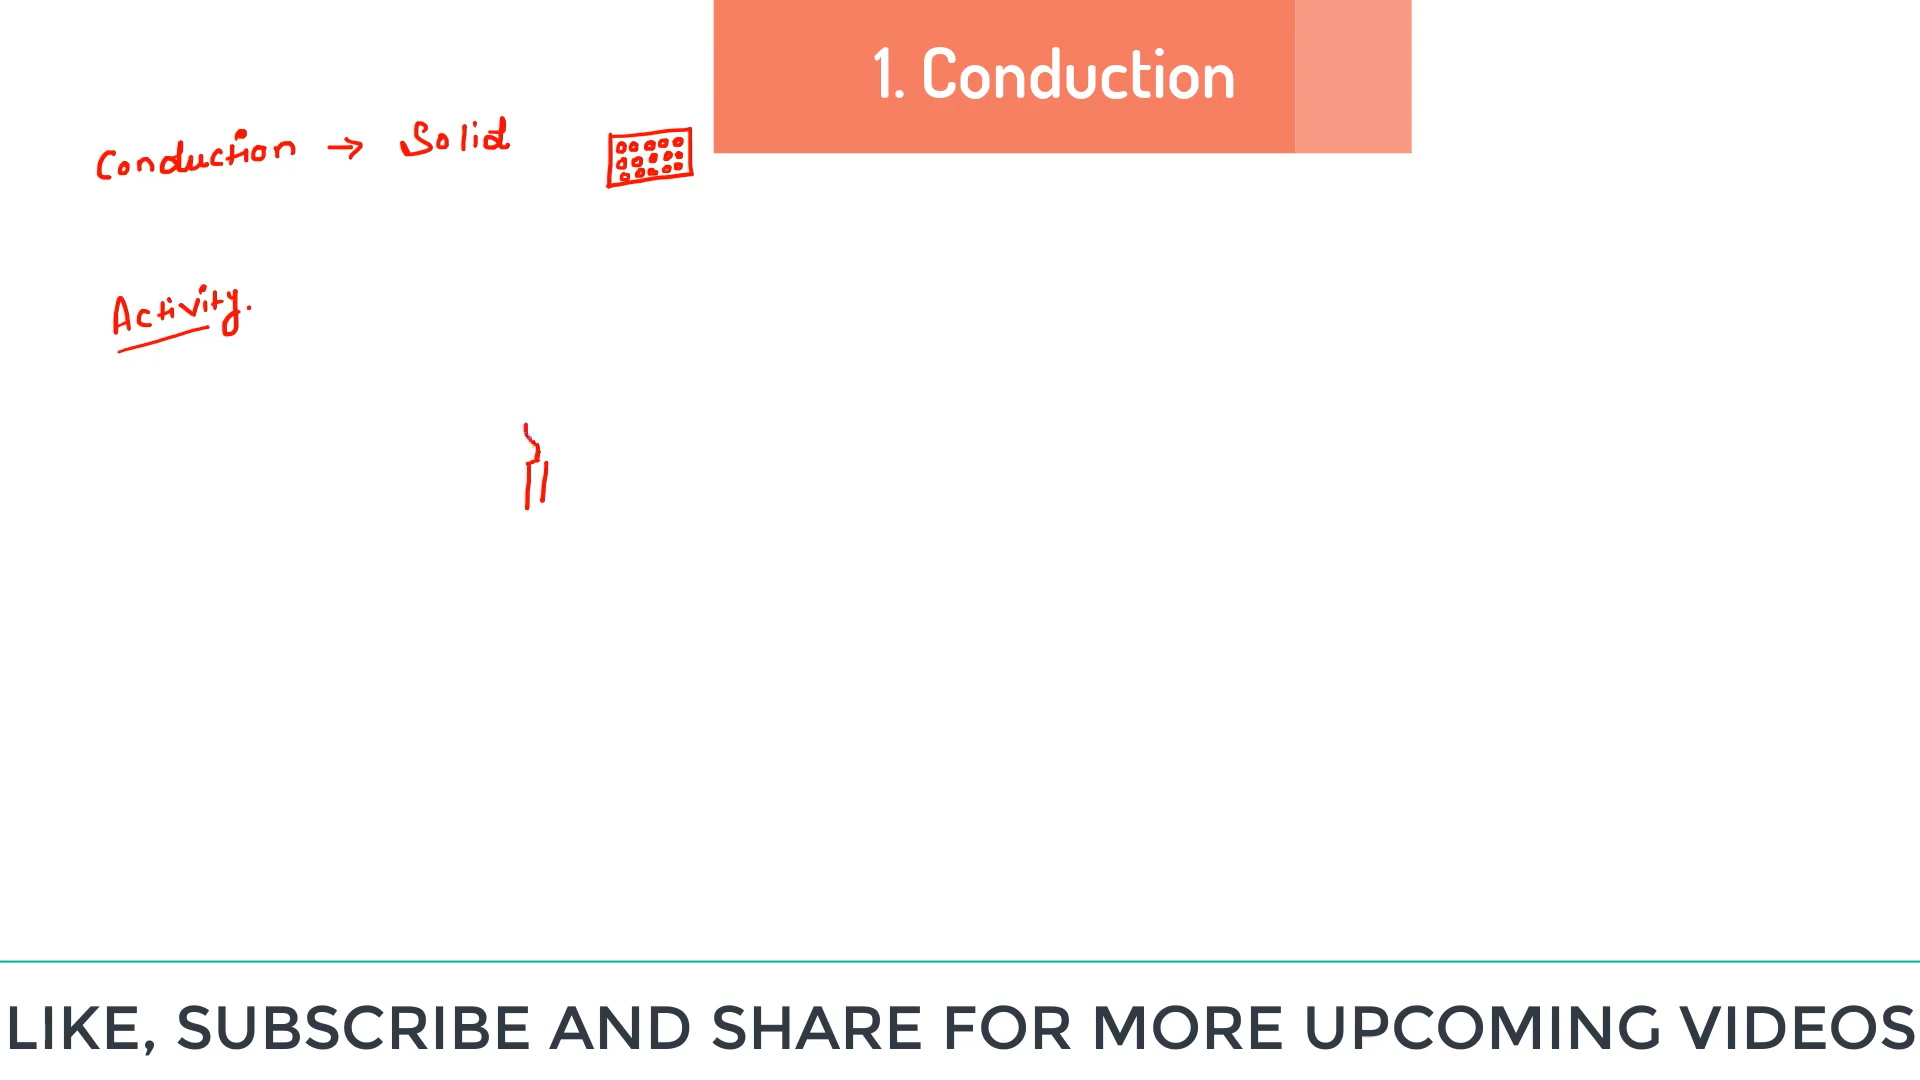 1. Conduction
Conduction → Solid
Activity.
LIKE, SUBSCRIBE AND SHARE FOR MORE UPCOMING VIDEOS